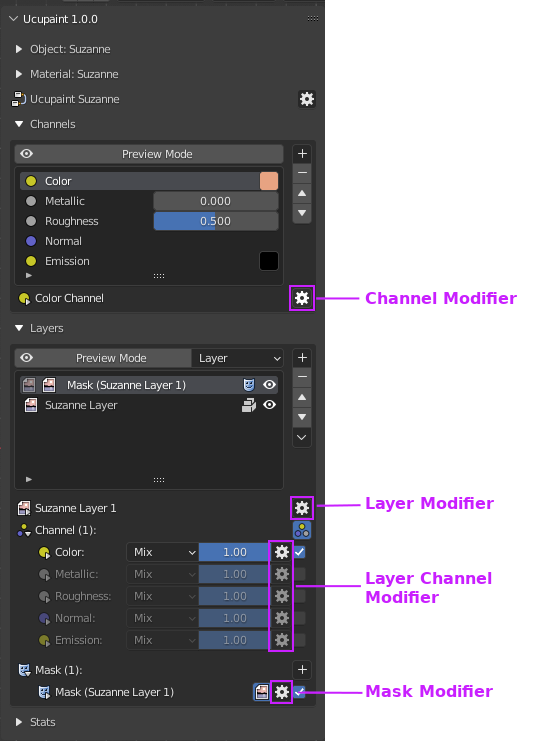 Ucupaint 1.0.0
Object: Suzanne
Material: Suzanne
Ucupaint Suzanne
Channels
Preview Mode
Color
Metallic 0.000
Roughness 0.500
Normal
Emission
Color Channel
Channel Modifier
Layers
Preview Mode Layer
Mask (Suzanne Layer 1)
Suzanne Layer
Suzanne Layer 1
Layer Modifier
Channel (1):
Color: Mix 1.00
Metallic: Mix 1.00
Layer Channel
Modifier
Roughness: Mix 1.00
Normal: Mix 1.00
Emission: Mix 1.00
Mask (1):
Mask (Suzanne Layer 1)
Mask Modifier
Stats